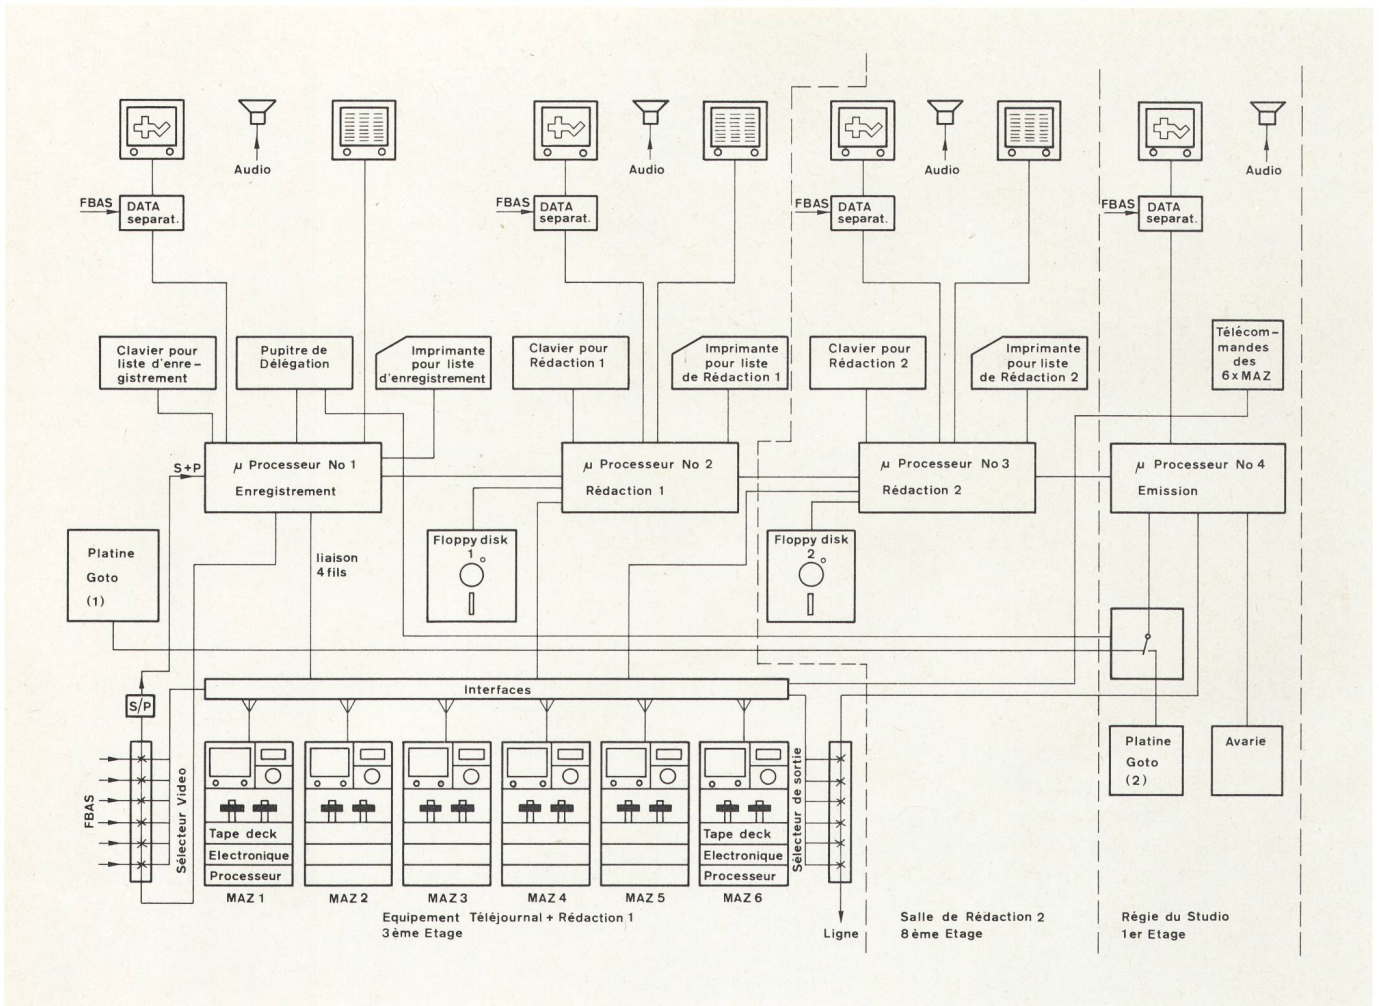 Audio
Audio
Audio
Audio
FBAS
DATA
separat.
FBAS
DATA
separat.
FBAS
DATA
separat.
FBAS
DATA
separat.
Clavier pour
liste d'enre-
gistrement
Pupitre de
Délégation
Imprimante
pour liste
d'enregistrement
Clavier pour
Rédaction 1
Imprimante
pour liste
de Rédaction 1
Clavier pour
Rédaction 2
Imprimante
pour liste
de Rédaction 2
Télécom-
mandes
des
6xMAZ
S+P
µ Processeur No 1
Enregistrement
µ Processeur No 2
Rédaction 1
µ Processeur No 3
Rédaction 2
µ Processeur No 4
Emission
Platine
Goto
(1)
liaison
4 fils
Floppy disk
1
Floppy disk
2
Interfaces
S/P
FBAS
Sélecteur Video
Tape deck
Electronique
Processeur
Tape deck
Electronique
Processeur
Sélecteur de sortie
Platine
Goto
(2)
Avarie
MAZ 1
MAZ 2
MAZ 3
MAZ 4
MAZ 5
MAZ 6
Equipement Téléjournal + Rédaction 1
3ème Etage
Ligne
Salle de Rédaction 2
8ème Etage
Régie du Studio
1er Etage